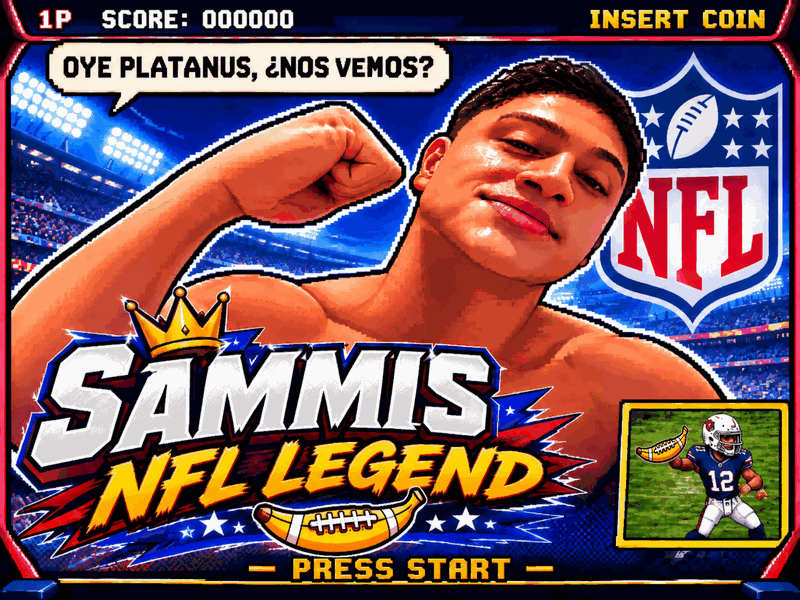 1P SCORE: 000000 INSERT COIN
OYE PLATANUS, ¿NOS VEMOS?
NFL
SAMMIS
NFL LEGEND
12
— PRESS START —